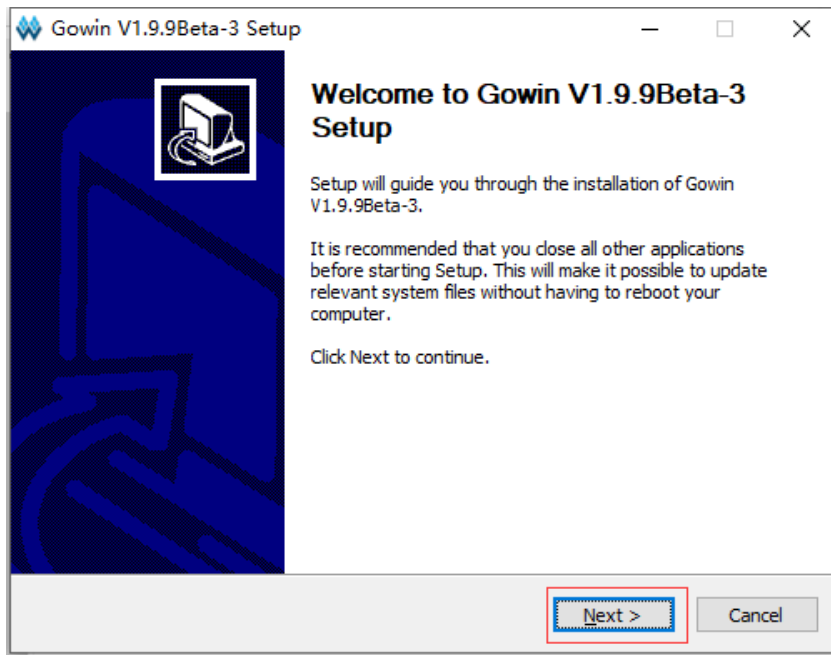 Gowin V1.9.9Beta-3 Setup
Welcome to Gowin V1.9.9Beta-3
Setup
Setup will guide you through the installation of Gowin
V1.9.9Beta-3.
It is recommended that you close all other applications
before starting Setup. This will make it possible to update
relevant system files without having to reboot your
computer.
Click Next to continue.
Next >
Cancel